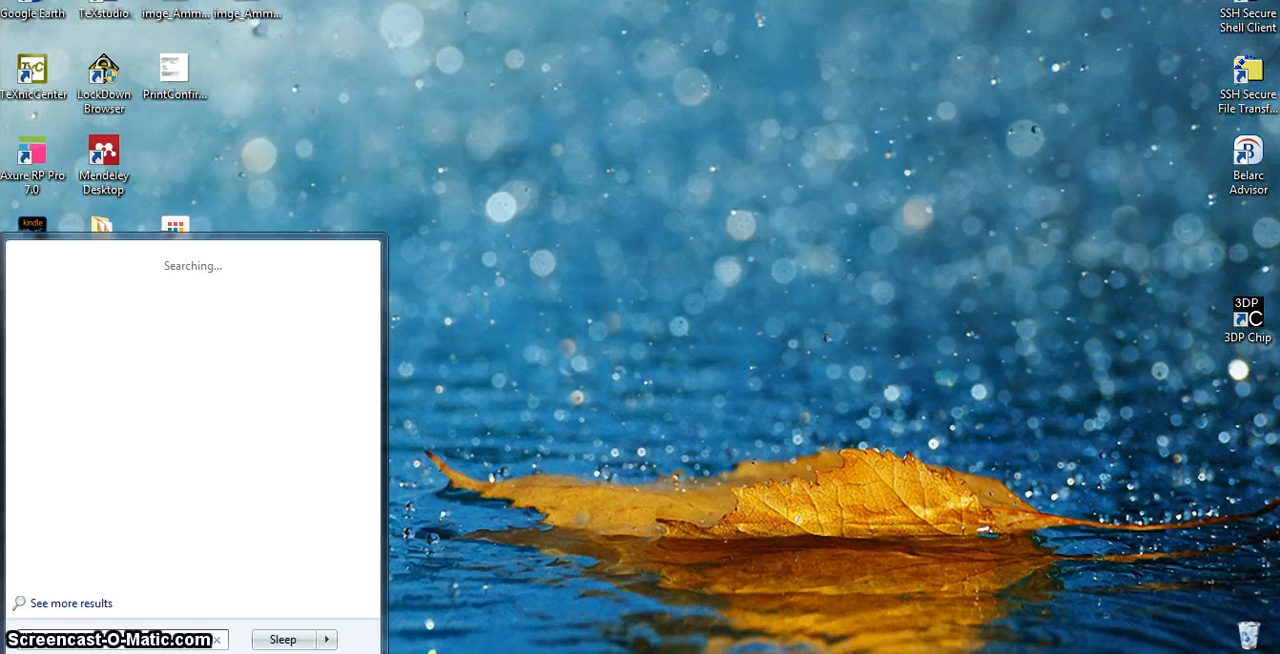 Google Earth
TeXstudio
imge_Amm...
imge_Amm...
SSH Secure
Shell Client
TeXnicCenter
LockDown
Browser
PrintConfir...
SSH Secure
File Transf...
Axure RP Pro
7.0
Mendeley
Desktop
B
Belarc
Advisor
kindle
Searching...
3DP
C
3DP Chip
See more results
Screencast-O-Matic.com
Sleep